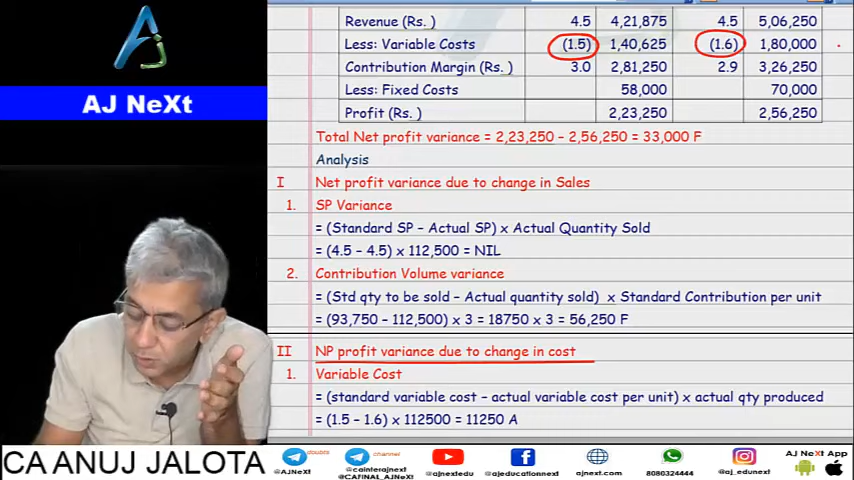 AJ
AJ NeXt
CA ANUJ JALOTA
Revenue (Rs. ) 4.5 4,21,875 4.5 5,06,250
Less: Variable Costs (1.5) 1,40,625 (1.6) 1,80,000
Contribution Margin (Rs. ) 3.0 2,81,250 2.9 3,26,250
Less: Fixed Costs 58,000 70,000
Profit (Rs. ) 2,23,250 2,56,250
Total Net profit variance = 2,23,250 – 2,56,250 = 33,000 F
Analysis
I Net profit variance due to change in Sales
1. SP Variance
= (Standard SP – Actual SP) x Actual Quantity Sold
= (4.5 – 4.5) x 112,500 = NIL
2. Contribution Volume variance
= (Std qty to be sold – Actual quantity sold) x Standard Contribution per unit
= (93,750 – 112,500) x 3 = 18750 x 3 = 56,250 F
II NP profit variance due to change in cost
1. Variable Cost
= (standard variable cost – actual variable cost per unit) x actual qty produced
= (1.5 – 1.6) x 112500 = 11250 A
doubts
@AJNeXt
channel
@cainterajnext
@CAFINAL_AJNeXt
@ajnextedu
@ajeducationnext
ajnext.com
8080324444
@aj_edunext
AJ NeXt App